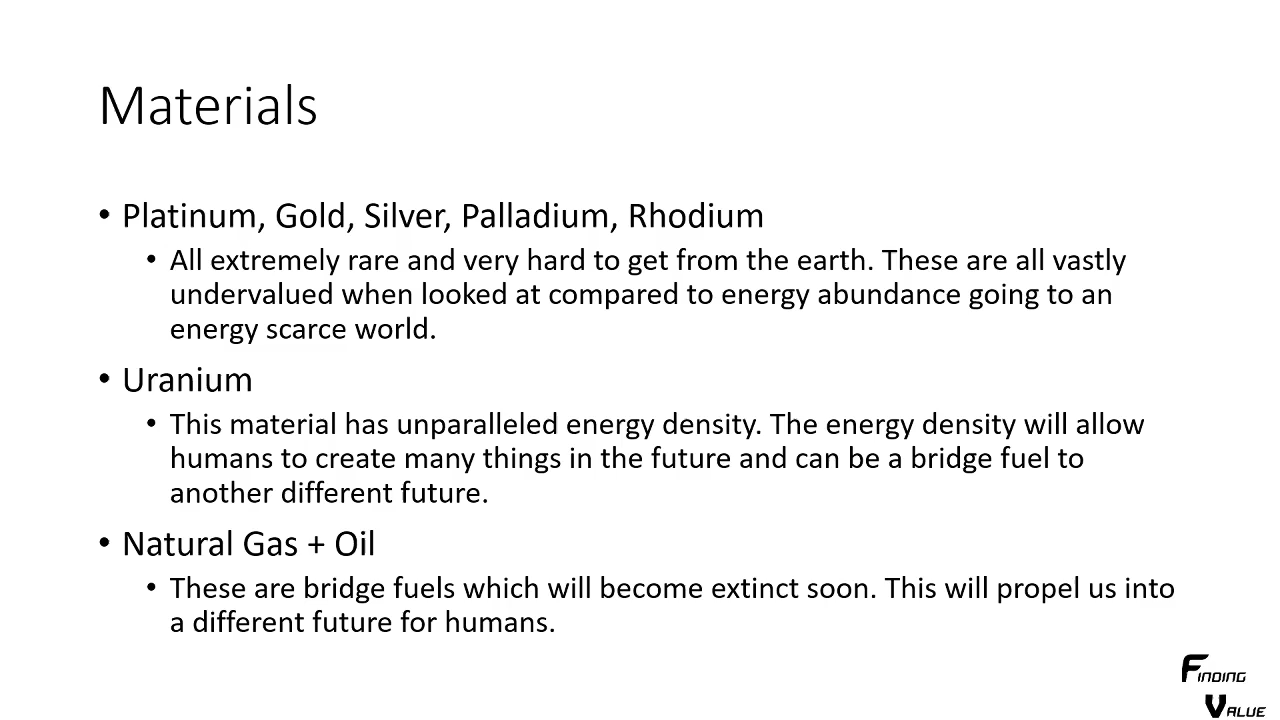 Materials
• Platinum, Gold, Silver, Palladium, Rhodium
• All extremely rare and very hard to get from the earth. These are all vastly
undervalued when looked at compared to energy abundance going to an
energy scarce world.
• Uranium
• This material has unparalleled energy density. The energy density will allow
humans to create many things in the future and can be a bridge fuel to
another different future.
• Natural Gas + Oil
• These are bridge fuels which will become extinct soon. This will propel us into
a different future for humans.
Finding
Value